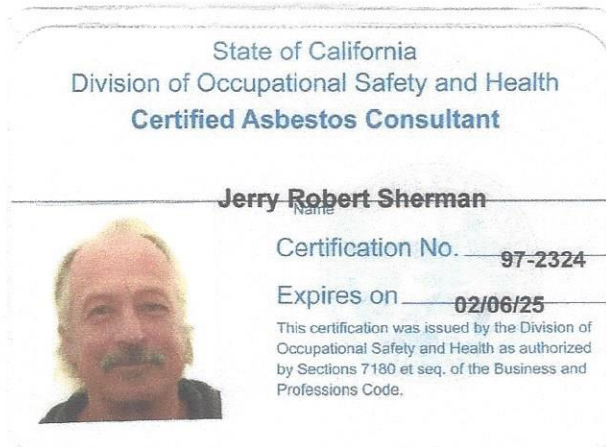 State of California
Division of Occupational Safety and Health
Certified Asbestos Consultant
Jerry Robert Sherman
Name
Certification No. 97-2324
Expires on 02/06/25
This certification was issued by the Division of
Occupational Safety and Health as authorized
by Sections 7180 et seq. of the Business and
Professions Code.